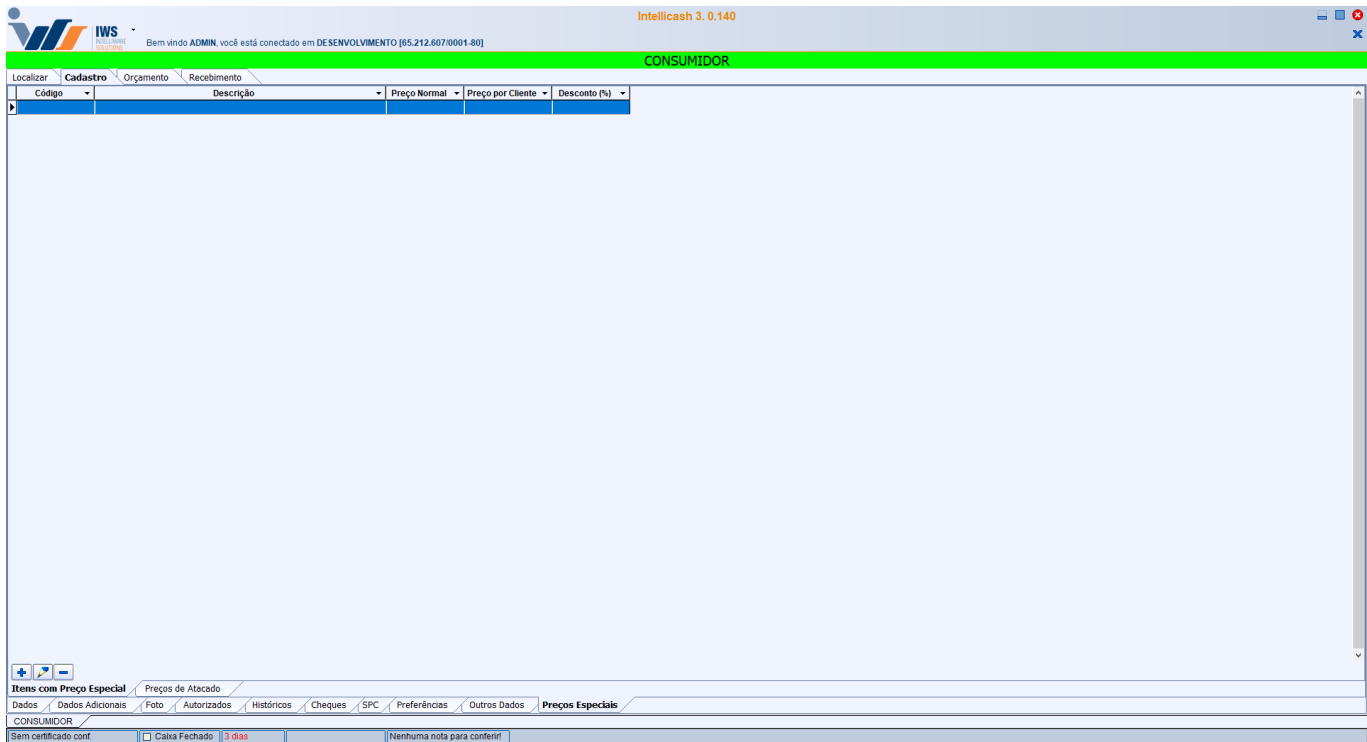 Intellicash 3. 0.140
IWS
INTELLIWARE
SOLUTIONS
Bem vindo ADMIN, você está conectado em DESENVOLVIMENTO [65.212.607/0001-80]
CONSUMIDOR
Localizar Cadastro Orçamento Recebimento
Código Descrição Preço Normal Preço por Cliente Desconto (%)
Itens com Preço Especial Preços de Atacado
Dados Dados Adicionais Foto Autorizados Históricos Cheques SPC Preferências Outros Dados Preços Especiais
CONSUMIDOR
Sem certificado conf. Caixa Fechado 3 dias Nenhuma nota para conferir!